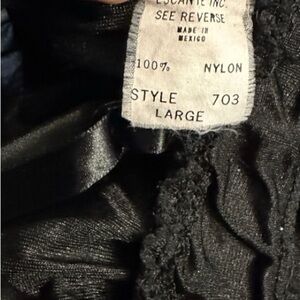 ESCANTE INC.
SEE REVERSE
MADE IN
MEXICO
100% NYLON
STYLE 703
LARGE